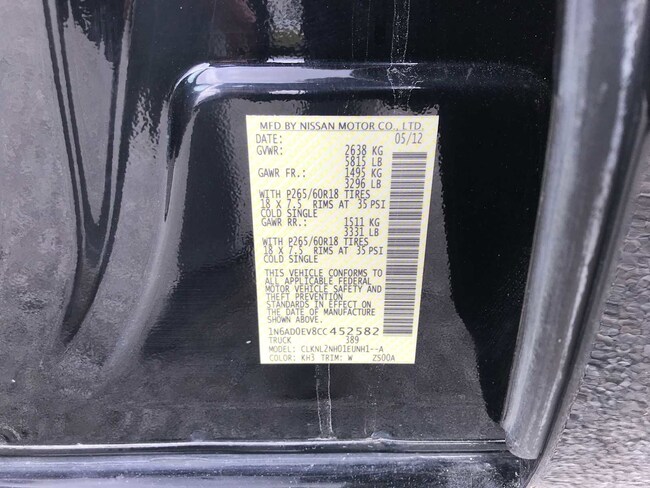 MFD BY NISSAN MOTOR CO., LTD.
DATE: 05/12
GVWR: 2638 KG
5815 LB
GAWR FR.: 1495 KG
3296 LB
WITH P265/60R18 TIRES
18 X 7.5 RIMS AT 35 PSI
COLD SINGLE
GAWR RR.: 1511 KG
3331 LB
WITH P265/60R18 TIRES
18 X 7.5 RIMS AT 35 PSI
COLD SINGLE
THIS VEHICLE CONFORMS TO
ALL APPLICABLE FEDERAL
MOTOR VEHICLE SAFETY AND
THEFT PREVENTION
STANDARDS IN EFFECT ON
THE DATE OF MANUFACTURE
SHOWN ABOVE.
1N6AD0EV8CC452582
TRUCK 389
MODEL: CLKNL2NH01EUNH1--A
COLOR: KH3 TRIM: W ZS00A